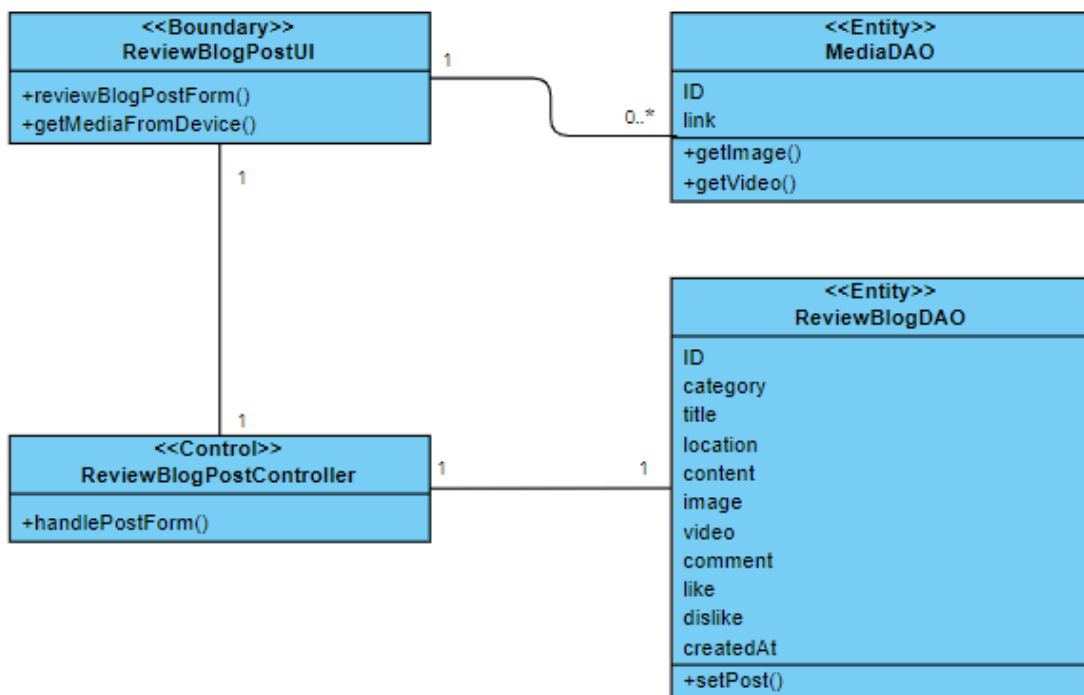 <<Boundary>>
ReviewBlogPostUI
+reviewBlogPostForm()
+getMediaFromDevice()
1
0..*
<<Entity>>
MediaDAO
ID
link
+getImage()
+getVideo()
1
1
<<Control>>
ReviewBlogPostController
+handlePostForm()
1
1
<<Entity>>
ReviewBlogDAO
ID
category
title
location
content
image
video
comment
like
dislike
createdAt
+setPost()